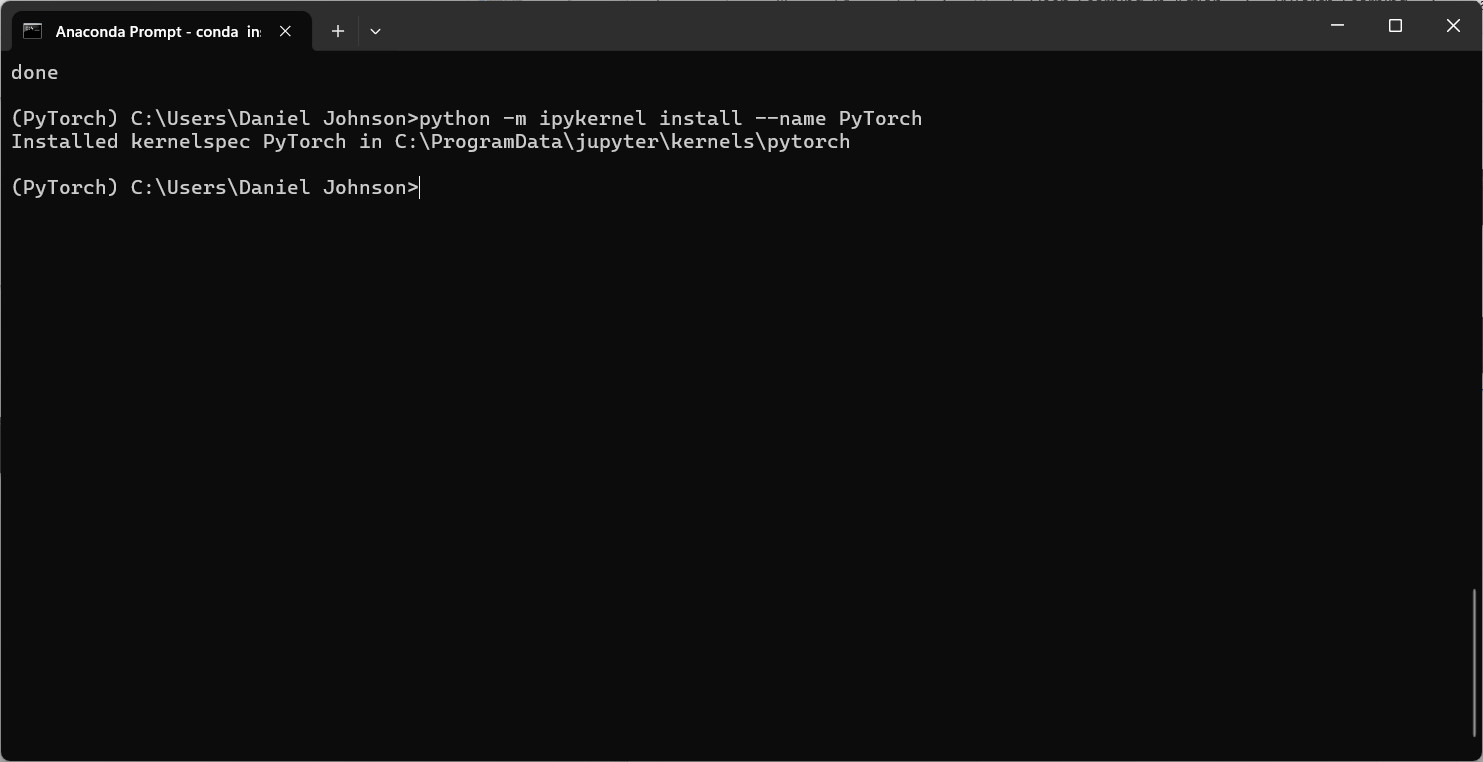 Anaconda Prompt - conda in
done
(PyTorch) C:\Users\Daniel Johnson>python -m ipykernel install --name PyTorch
Installed kernelspec PyTorch in C:\ProgramData\jupyter\kernels\pytorch
(PyTorch) C:\Users\Daniel Johnson>